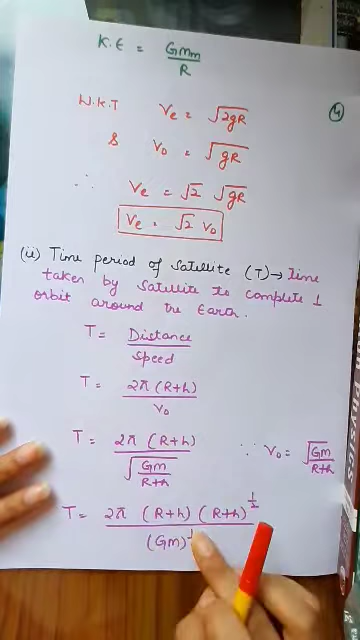 K.E = GMm/R
④
W.K.T Ve = √2gR
& Vo = √gR
∴ Ve = √2 √gR
Ve = √2 Vo
(ii) Time period of Satellite (T) → Time
taken by Satellite to complete 1
orbit around the Earth.
T = Distance/Speed
T = 2π (R+h)/Vo
T = 2π (R+h)/√(GM/(R+h)) ∵ Vo = √(GM/(R+h))
T = 2π (R+h) (R+h)^1/2 / (GM)